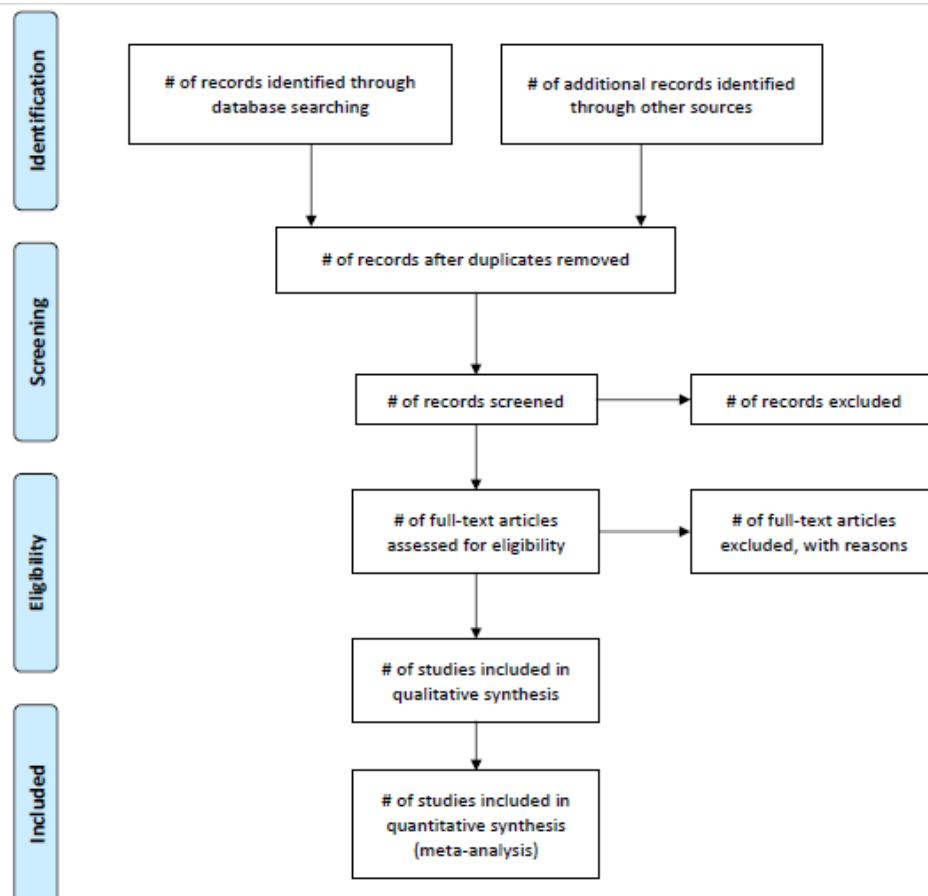 Identification
# of records identified through
database searching
# of additional records identified
through other sources
Screening
# of records after duplicates removed
# of records screened
# of records excluded
Eligibility
# of full-text articles
assessed for eligibility
# of full-text articles
excluded, with reasons
# of studies included in
qualitative synthesis
Included
# of studies included in
quantitative synthesis
(meta-analysis)